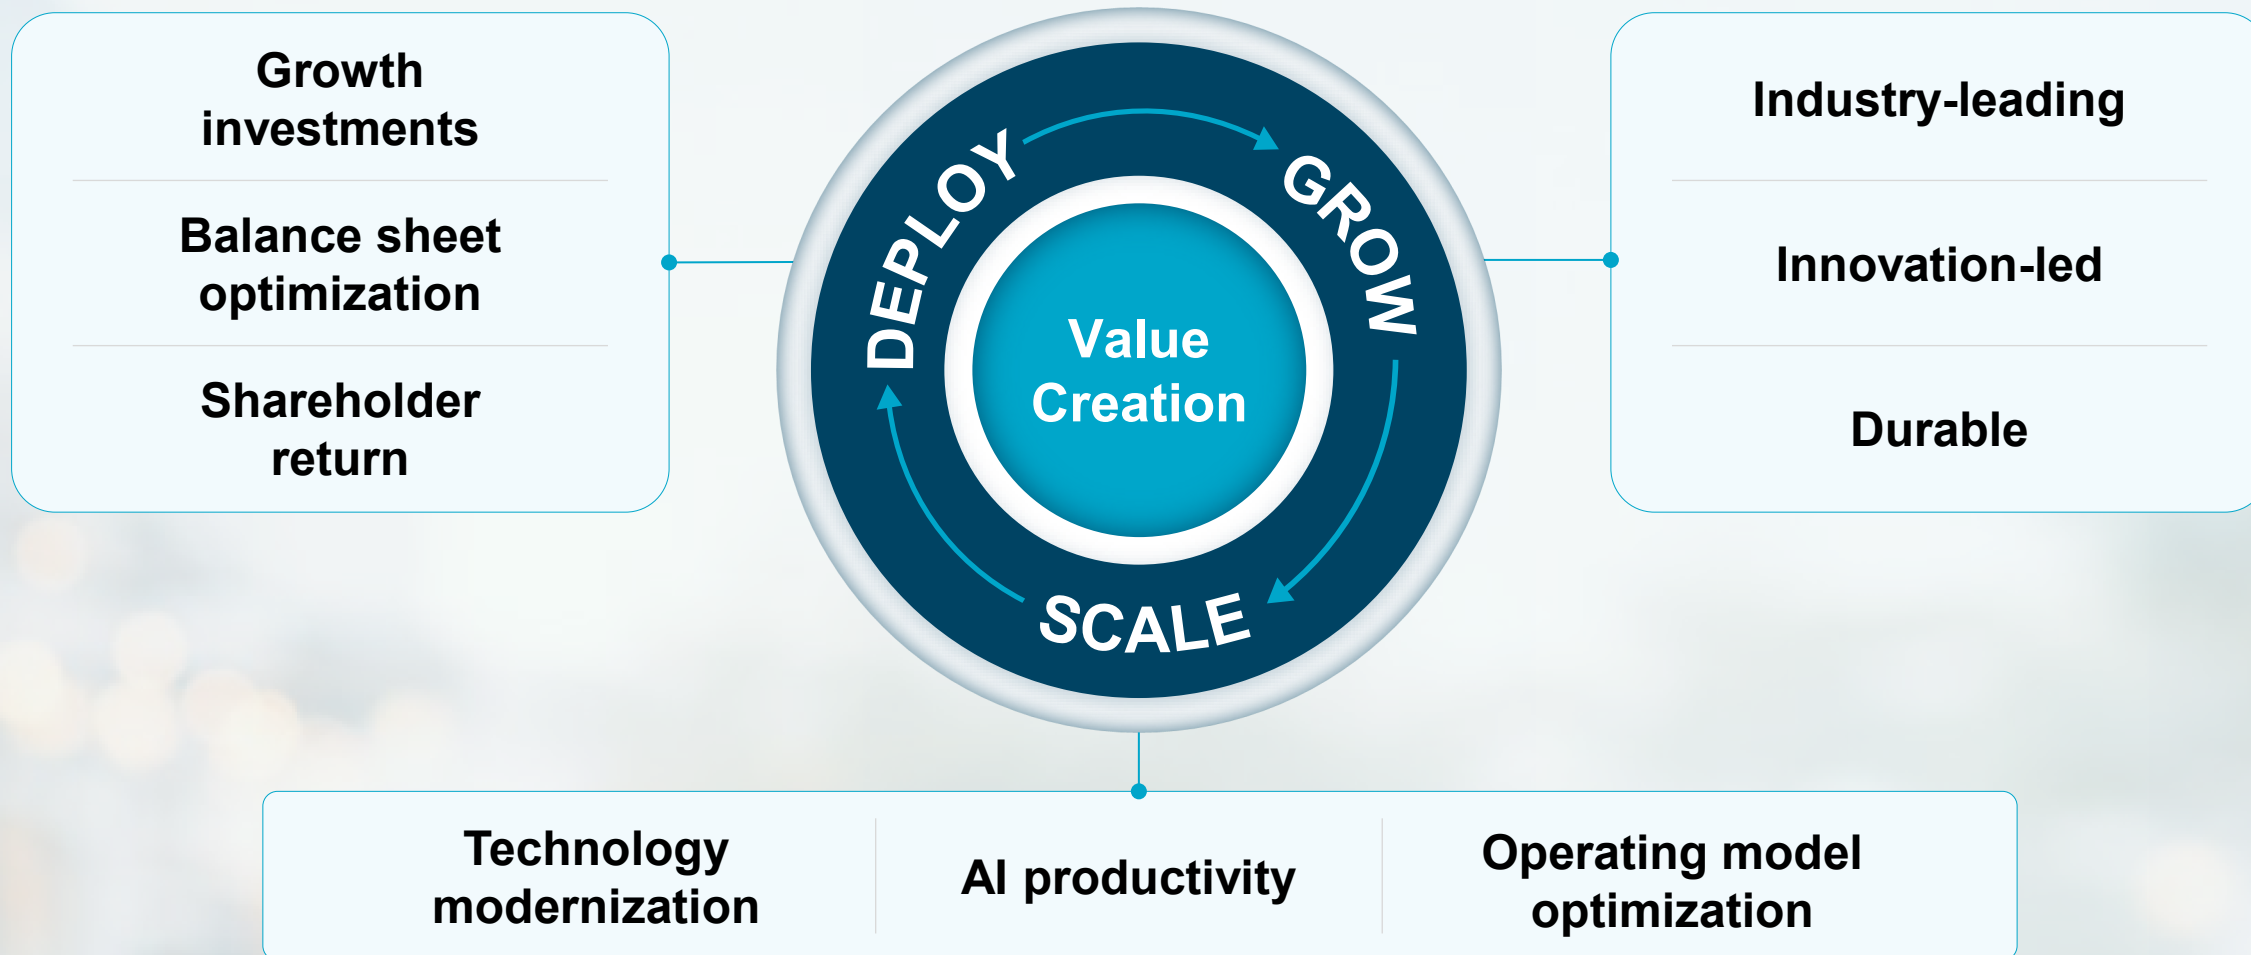 Growth
investments
Balance sheet
optimization
Shareholder
return
DEPLOY
GROW
SCALE
Value
Creation
Industry-leading
Innovation-led
Durable
Technology
modernization
AI productivity
Operating model
optimization